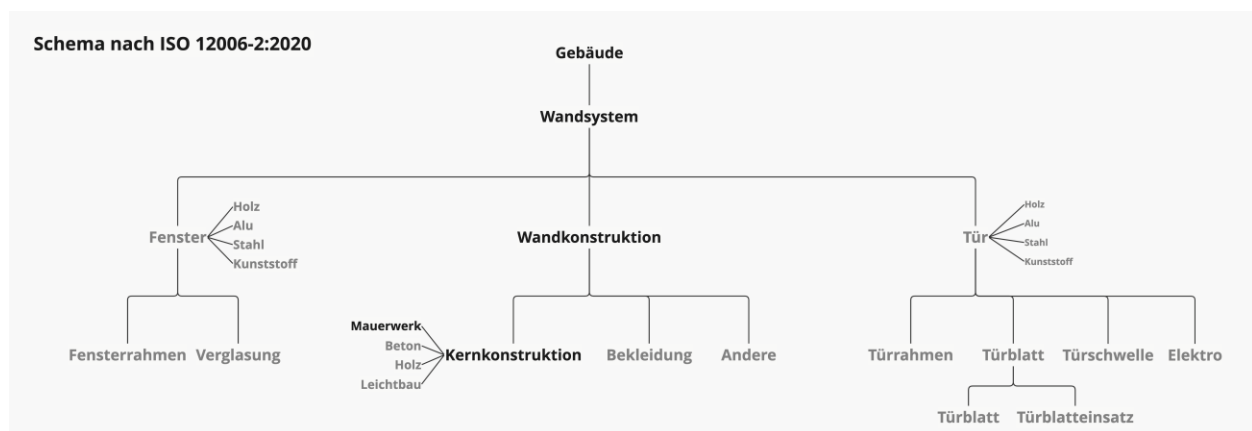 Schema nach ISO 12006-2:2020
Gebäude
Wandsystem
Fenster
Holz
Alu
Stahl
Kunststoff
Wandkonstruktion
Tür
Holz
Alu
Stahl
Kunststoff
Fensterrahmen Verglasung
Mauerwerk
Beton
Holz
Leichtbau
Kernkonstruktion Bekleidung Andere
Türrahmen Türblatt Türschwelle Elektro
Türblatt Türblatteinsatz